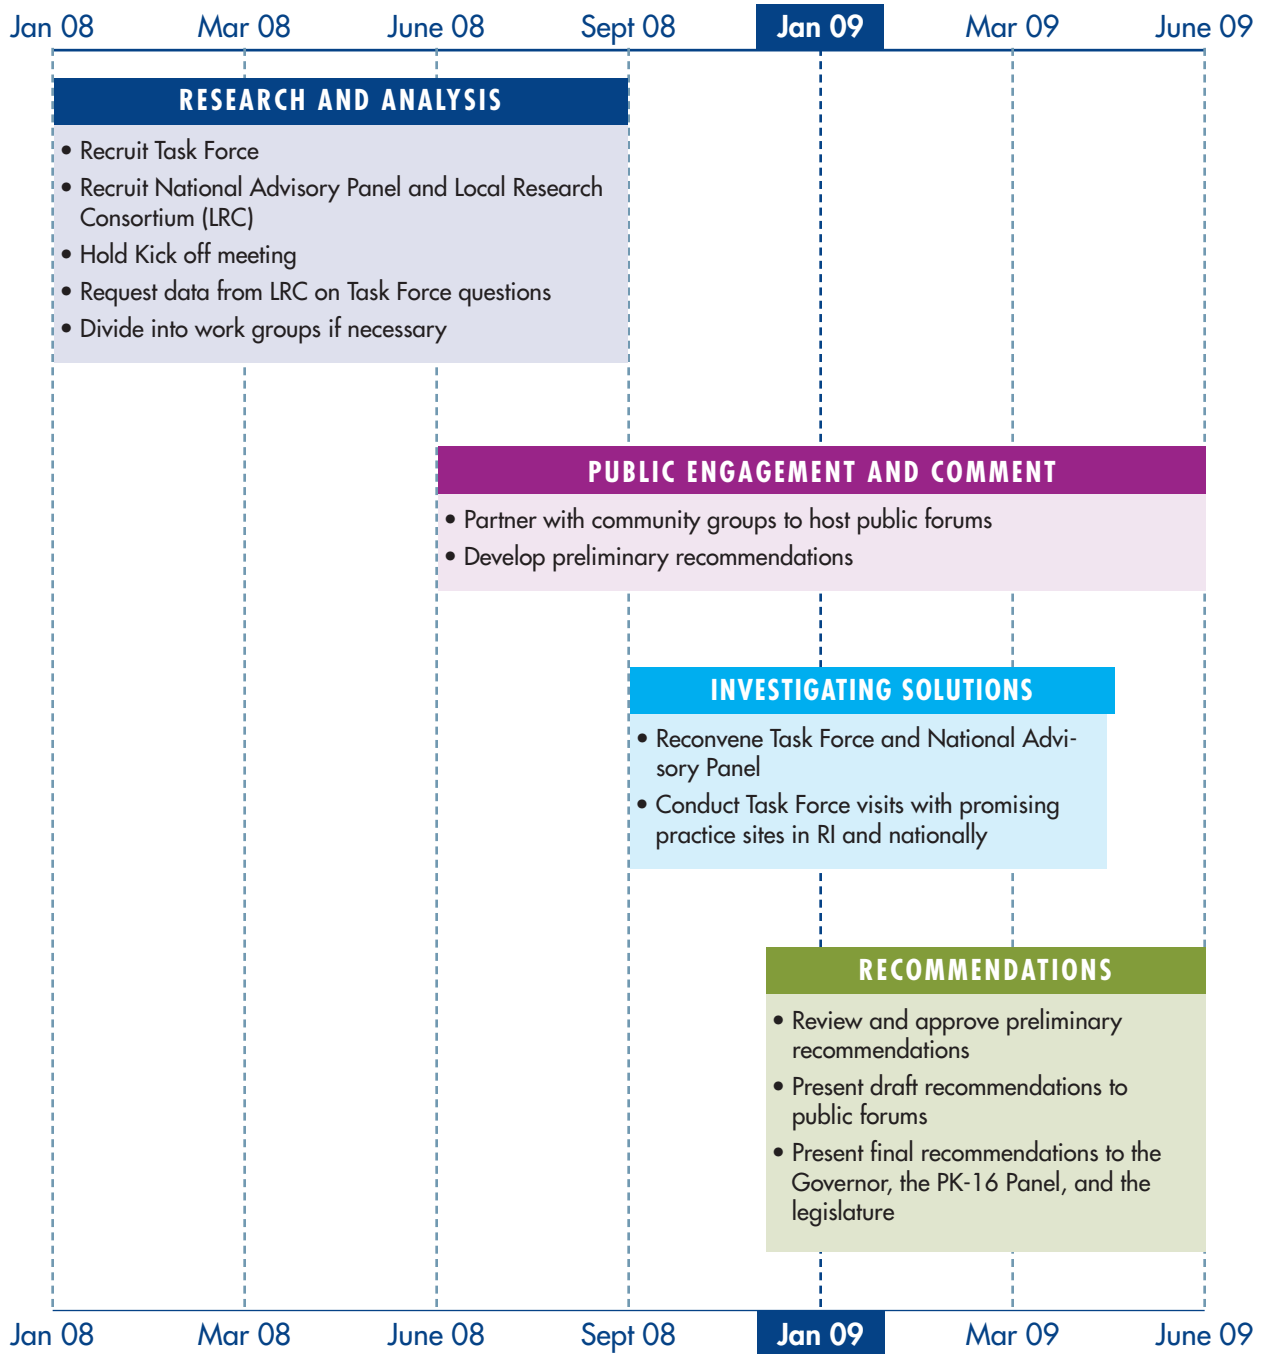 Jan 08 Mar 08 June 08 Sept 08 Jan 09 Mar 09 June 09
RESEARCH AND ANALYSIS
• Recruit Task Force
• Recruit National Advisory Panel and Local Research
Consortium (LRC)
• Hold Kick off meeting
• Request data from LRC on Task Force questions
• Divide into work groups if necessary
PUBLIC ENGAGEMENT AND COMMENT
• Partner with community groups to host public forums
• Develop preliminary recommendations
INVESTIGATING SOLUTIONS
• Reconvene Task Force and National Advi-
sory Panel
• Conduct Task Force visits with promising
practice sites in RI and nationally
RECOMMENDATIONS
• Review and approve preliminary
recommendations
• Present draft recommendations to
public forums
• Present final recommendations to the
Governor, the PK-16 Panel, and the
legislature
Jan 08 Mar 08 June 08 Sept 08 Jan 09 Mar 09 June 09